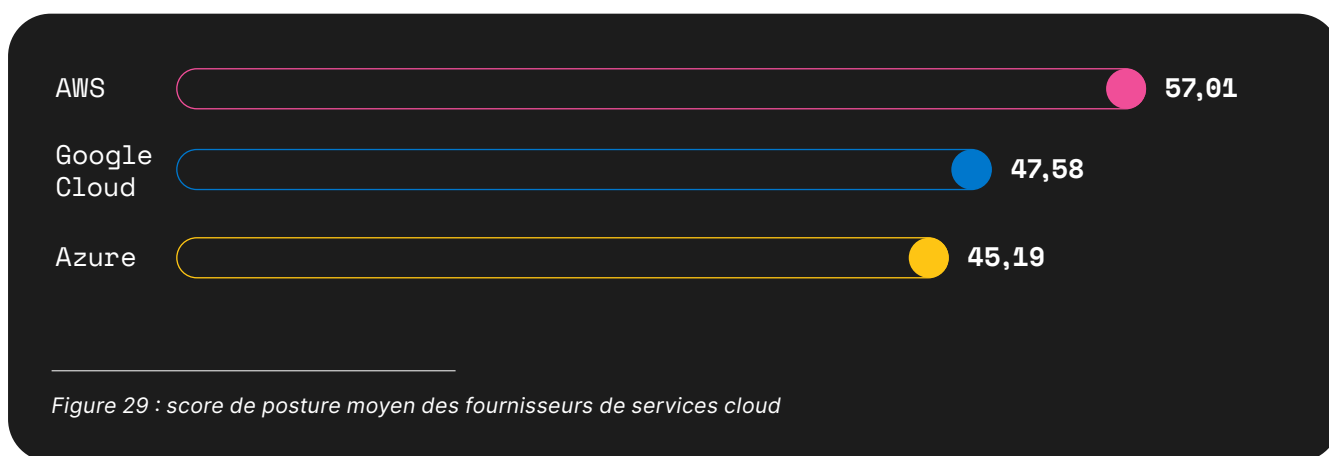 AWS
57,01
Google
Cloud
47,58
Azure
45,19
Figure 29 : score de posture moyen des fournisseurs de services cloud